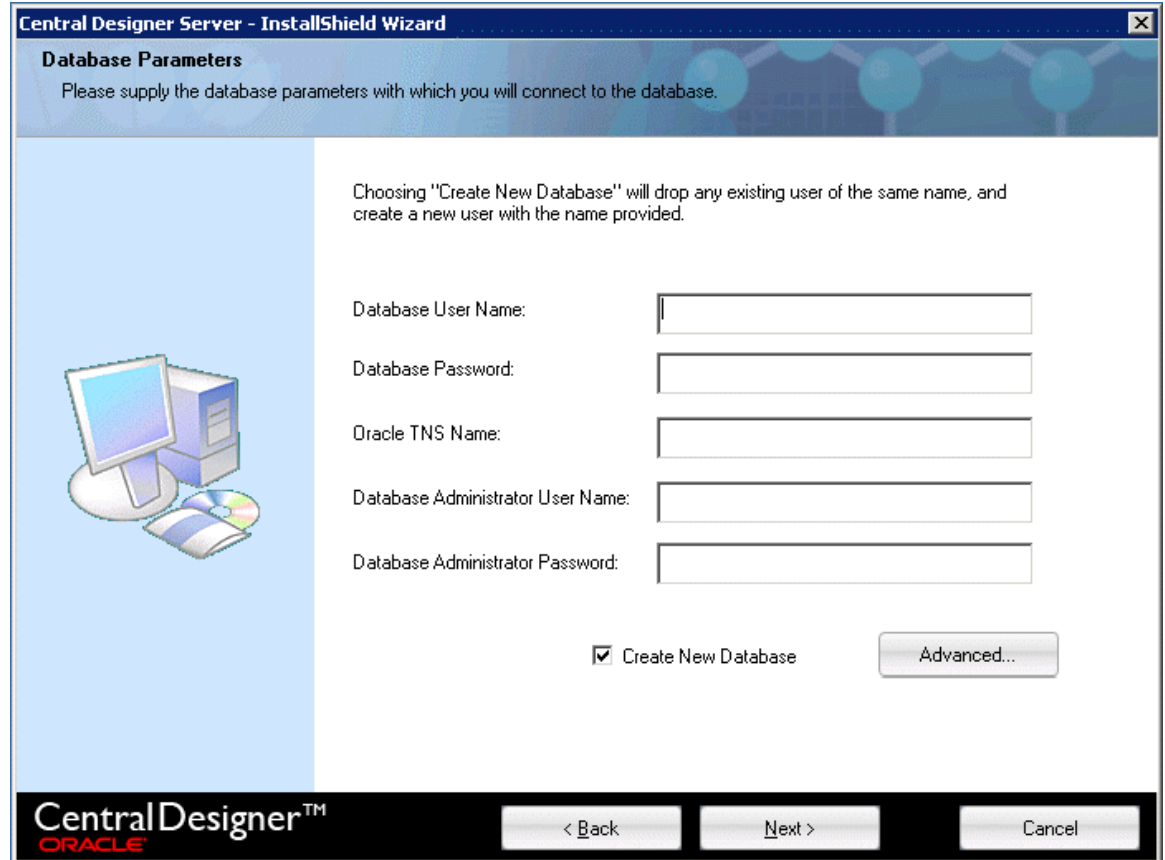 Central Designer Server - InstallShield Wizard
Database Parameters
Please supply the database parameters with which you will connect to the database.
Choosing "Create New Database" will drop any existing user of the same name, and
create a new user with the name provided.
Database User Name:
Database Password:
Oracle TNS Name:
Database Administrator User Name:
Database Administrator Password:
Create New Database
Advanced...
CentralDesigner™
ORACLE
< Back
Next >
Cancel